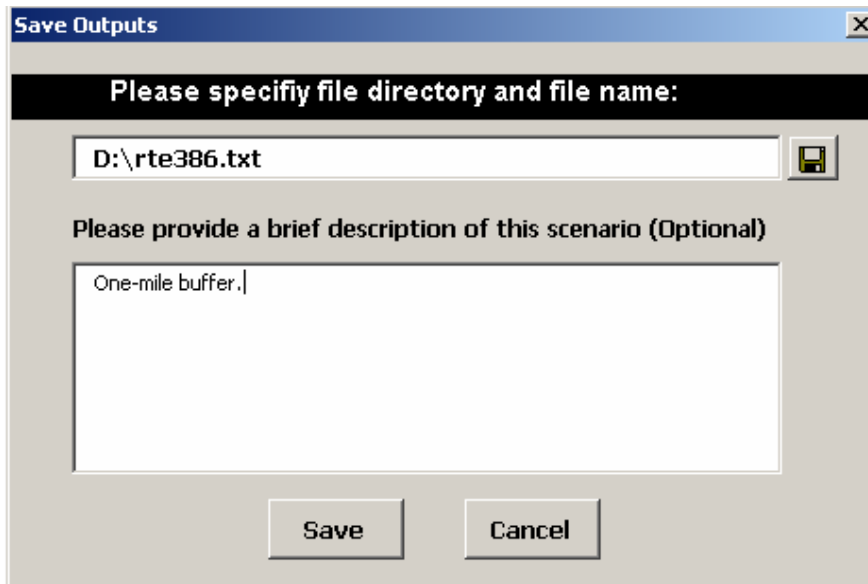 Save Outputs
Please specifiy file directory and file name:
D:\rte386.txt
Please provide a brief description of this scenario (Optional)
One-mile buffer.
Save
Cancel